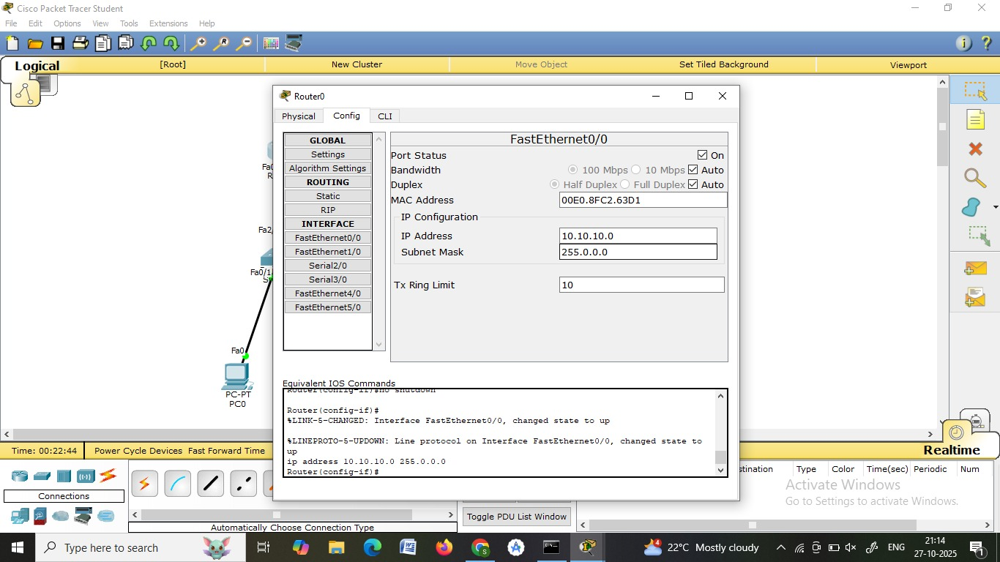 Cisco Packet Tracer Student
File Edit Options View Tools Extensions Help
Logical [Root] New Cluster Move Object Set Tiled Background Viewport
Router0
Physical Config CLI
GLOBAL
Settings
Algorithm Settings
ROUTING
Static
RIP
INTERFACE
FastEthernet0/0
FastEthernet1/0
Serial2/0
Serial3/0
FastEthernet4/0
FastEthernet5/0
FastEthernet0/0
Port Status On
Bandwidth 100 Mbps 10 Mbps Auto
Duplex Half Duplex Full Duplex Auto
MAC Address 00E0.8FC2.63D1
IP Configuration
IP Address 10.10.10.0
Subnet Mask 255.0.0.0
Tx Ring Limit 10
Equivalent IOS Commands
Router(config-if)#no shutdown
Router(config-if)#
%LINK-5-CHANGED: Interface FastEthernet0/0, changed state to up
%LINEPROTO-5-UPDOWN: Line protocol on Interface FastEthernet0/0, changed state to
up
ip address 10.10.10.0 255.0.0.0
Router(config-if)#
Fa2/
Fa0/1
Fa0
PC-PT
PC0
Time: 00:22:44 Power Cycle Devices Fast Forward Time Realtime
Connections
Automatically Choose Connection Type
Toggle PDU List Window
stination Type Color Time(sec) Periodic Num
Activate Windows
Go to Settings to activate Windows.
Type here to search
22°C Mostly cloudy
ENG
21:14
27-10-2025